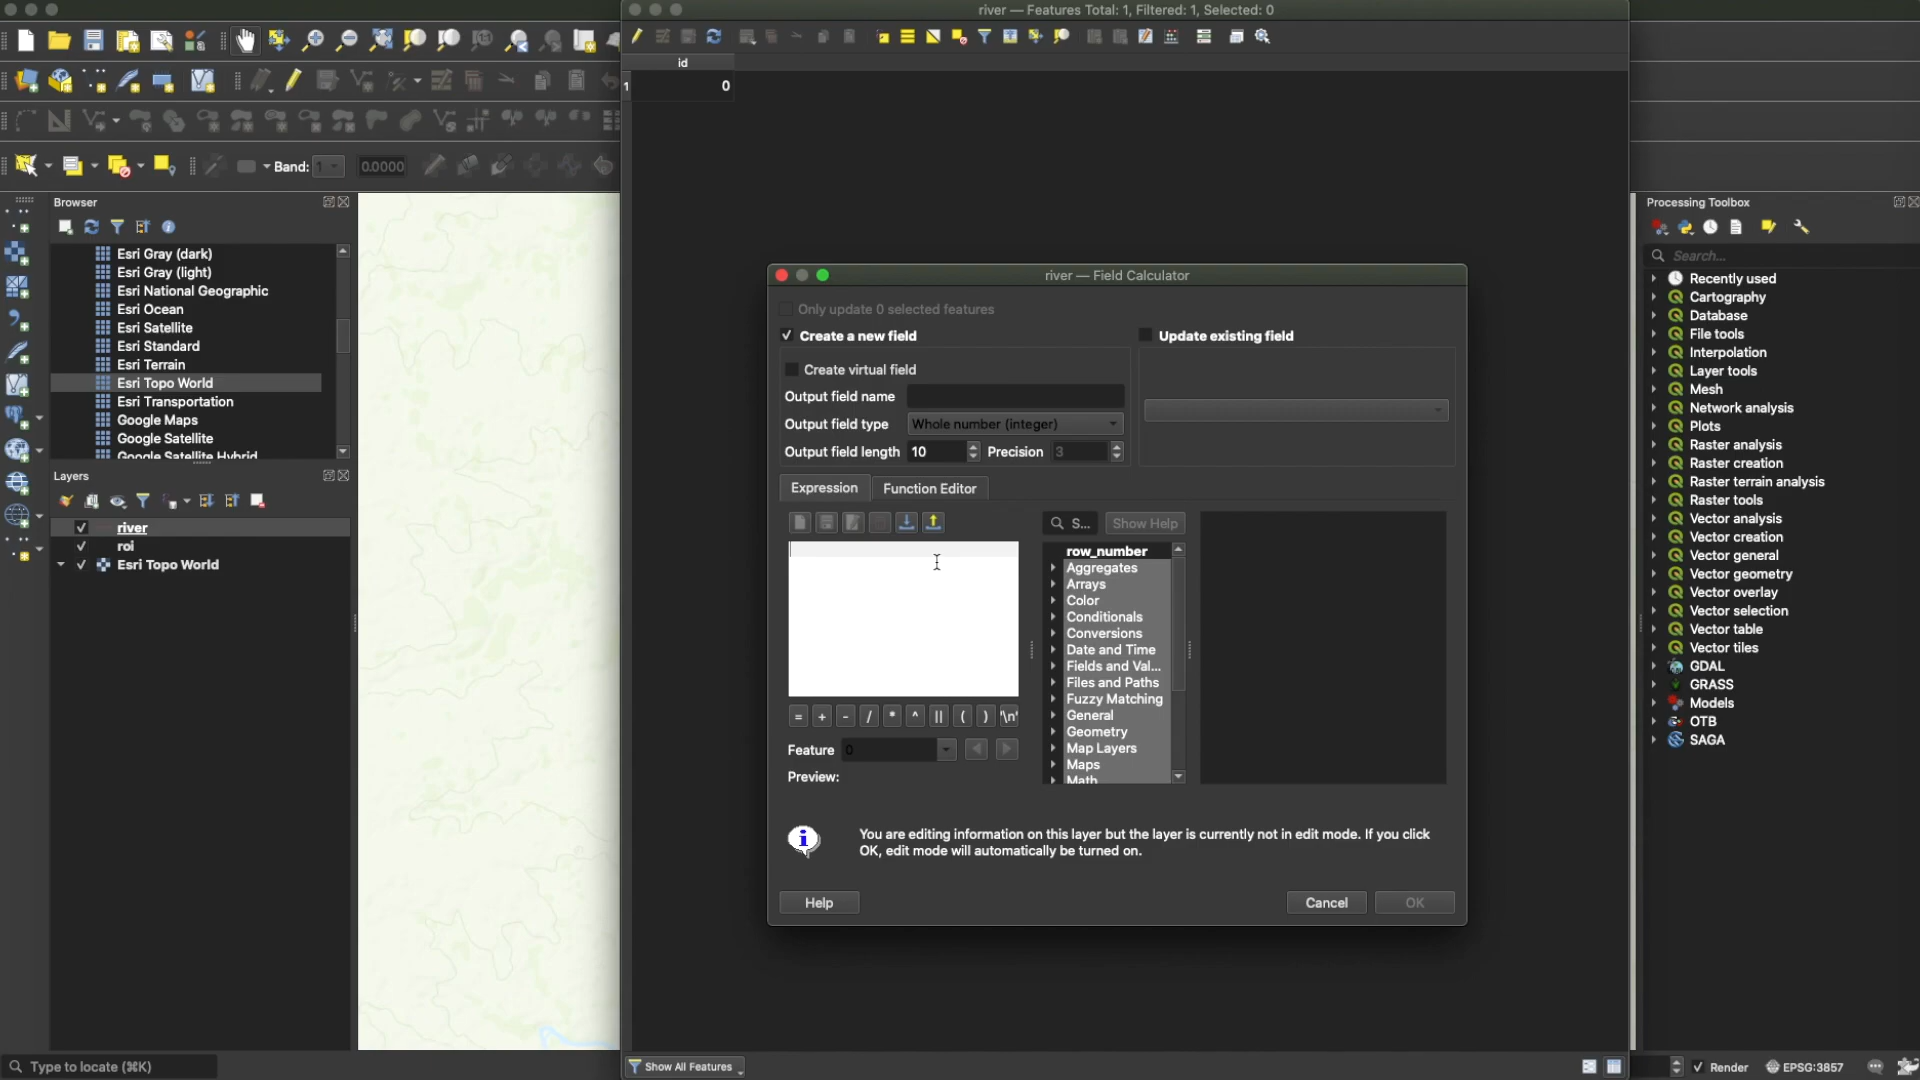 river — Features Total: 1, Filtered: 1, Selected: 0
id
1 0
Band: 1 0.0000
Browser
Esri Gray (dark)
Esri Gray (light)
Esri National Geographic
Esri Ocean
Esri Satellite
Esri Standard
Esri Terrain
Esri Topo World
Esri Transportation
Google Maps
Google Satellite
Google Satellite Hybrid
Layers
river
roi
Esri Topo World
river — Field Calculator
Only update 0 selected features
Create a new field
Update existing field
Create virtual field
Output field name
Output field type Whole number (integer)
Output field length 10 Precision 3
Expression Function Editor
S... Show Help
row_number
Aggregates
Arrays
Color
Conditionals
Conversions
Date and Time
Fields and Val...
Files and Paths
Fuzzy Matching
General
Geometry
Map Layers
Maps
Math
= + - / * ^ || ( ) '\n'
Feature 0
Preview:
You are editing information on this layer but the layer is currently not in edit mode. If you click
OK, edit mode will automatically be turned on.
Help Cancel OK
Processing Toolbox
Search...
Recently used
Cartography
Database
File tools
Interpolation
Layer tools
Mesh
Network analysis
Plots
Raster analysis
Raster creation
Raster terrain analysis
Raster tools
Vector analysis
Vector creation
Vector general
Vector geometry
Vector overlay
Vector selection
Vector table
Vector tiles
GDAL
GRASS
Models
OTB
SAGA
Type to locate (⌘K)
Show All Features
Render EPSG:3857